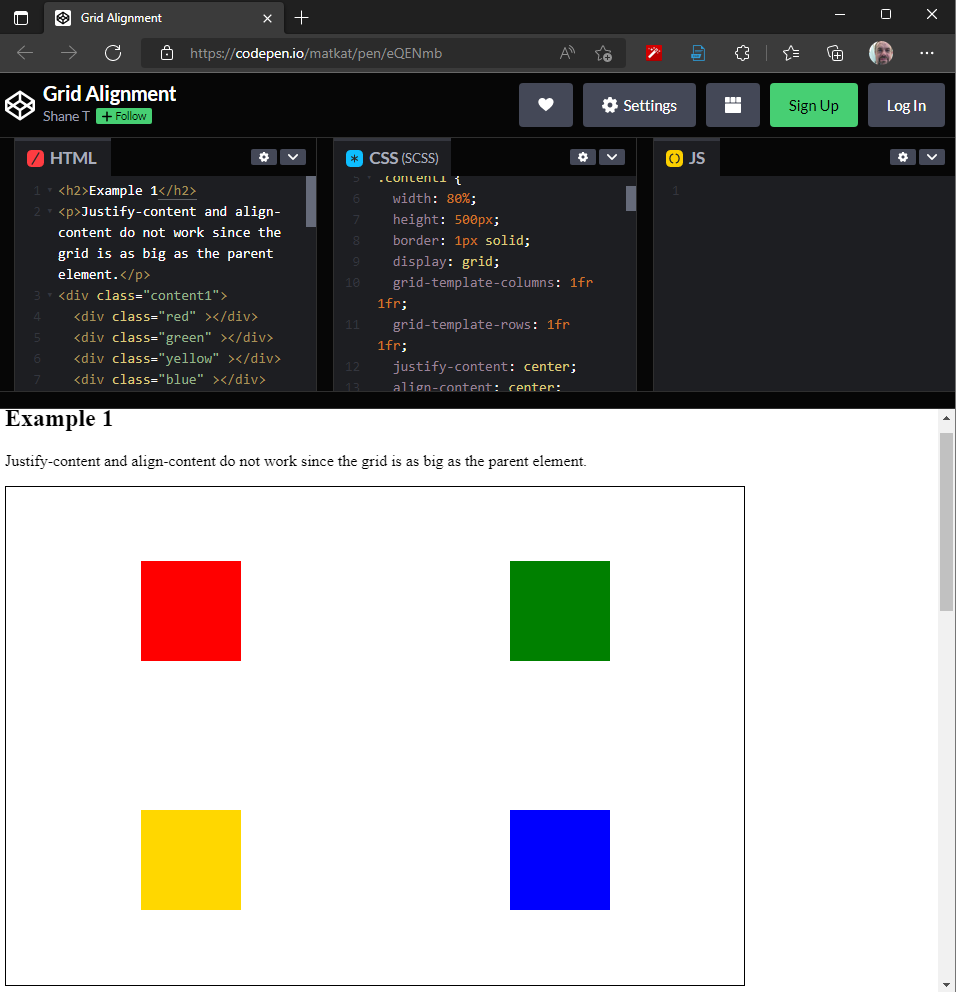 Grid Alignment
https://codepen.io/matkat/pen/eQENmb
Grid Alignment
Shane T + Follow
Settings
Sign Up
Log In
HTML
CSS (SCSS)
JS
1 <h2>Example 1</h2>
2 <p>Justify-content and align-
content do not work since the
grid is as big as the parent
element.</p>
3 <div class="content1">
4 <div class="red" ></div>
5 <div class="green" ></div>
6 <div class="yellow" ></div>
7 <div class="blue" ></div>
5 .content1 {
6 width: 80%;
7 height: 500px;
8 border: 1px solid;
9 display: grid;
10 grid-template-columns: 1fr
1fr;
11 grid-template-rows: 1fr
1fr;
12 justify-content: center;
13 align-content: center;
1
Example 1
Justify-content and align-content do not work since the grid is as big as the parent element.